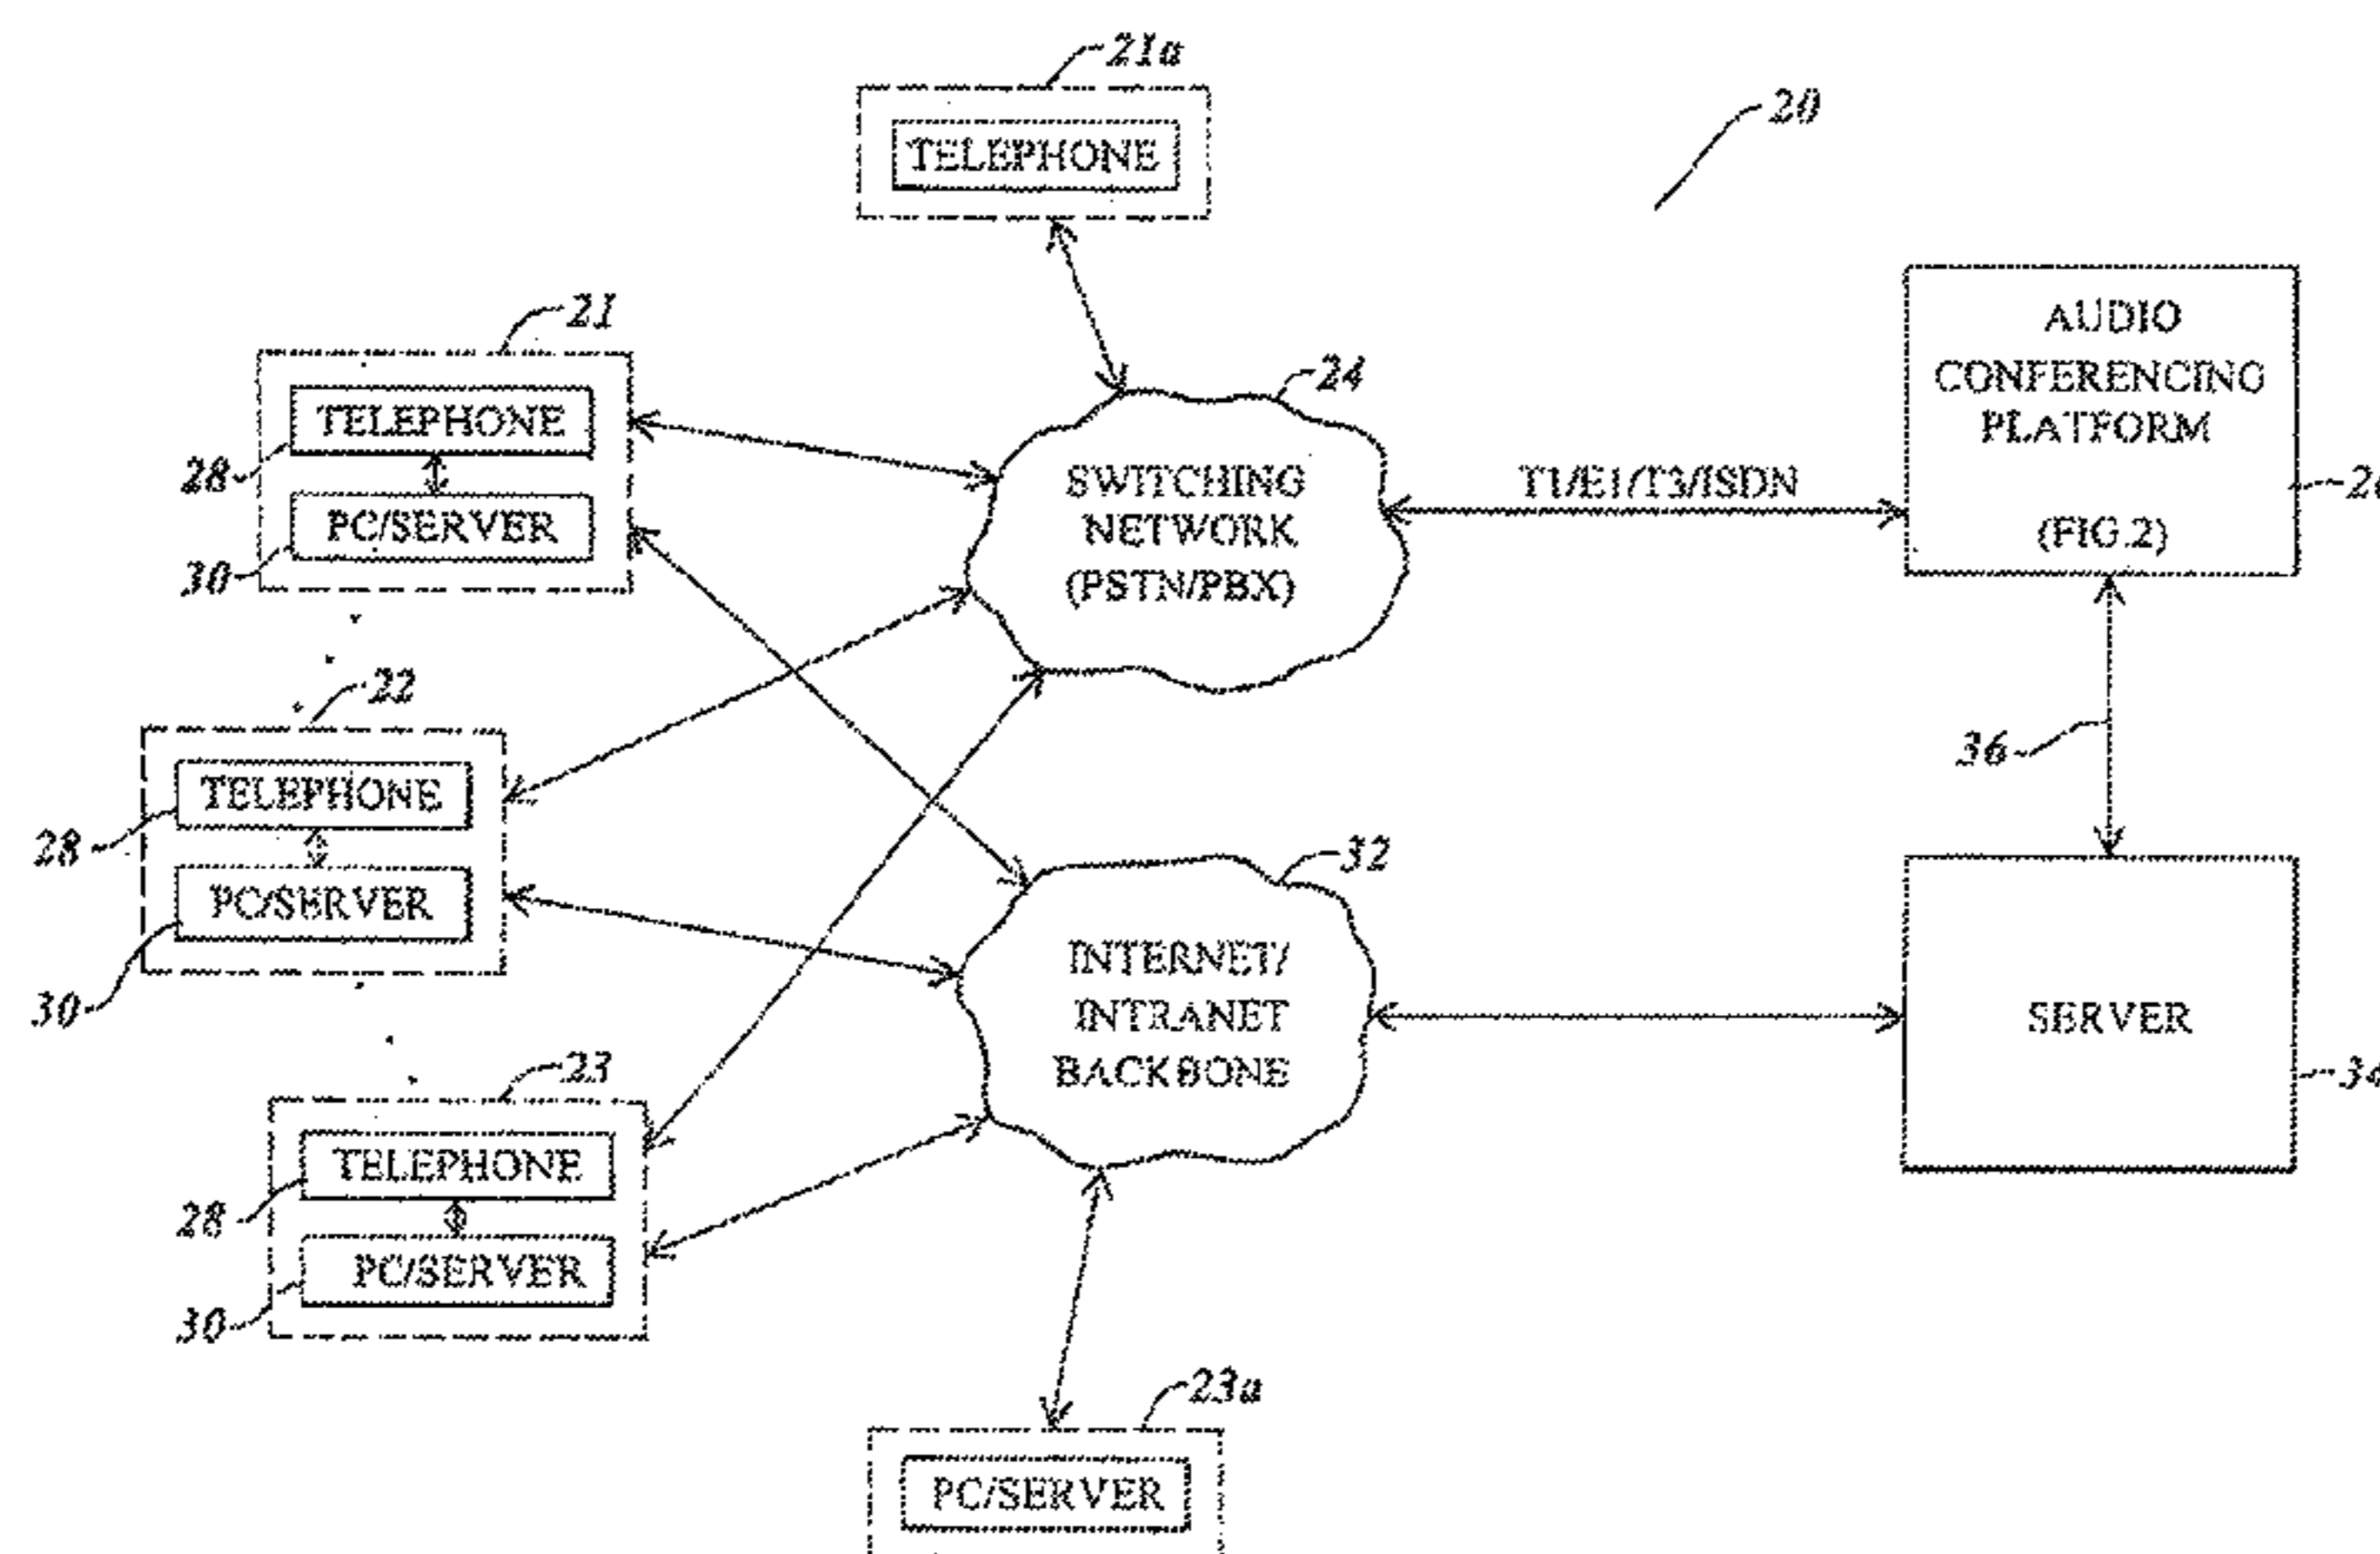 21a
TELEPHONE
20
21
TELEPHONE
28
PC/SERVER
30
24
SWITCHING
NETWORK
(PSTN/PBX)
T1/E1/T3/ISDN
AUDIO
CONFERENCING
PLATFORM
(FIG.2)
22
TELEPHONE
28
PC/SERVER
30
36
32
INTERNET/
INTRANET
BACKBONE
SERVER
34
23
TELEPHONE
28
PC/SERVER
30
23a
PC/SERVER